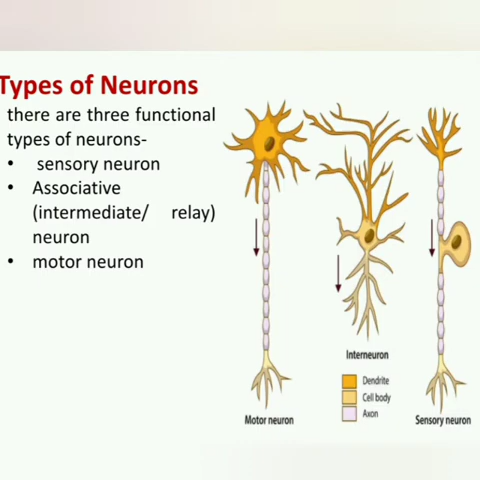 Types of Neurons
there are three functional
types of neurons-
• sensory neuron
• Associative
(intermediate/ relay)
neuron
• motor neuron
Interneuron
Dendrite
Cell body
Axon
Motor neuron
Sensory neuron